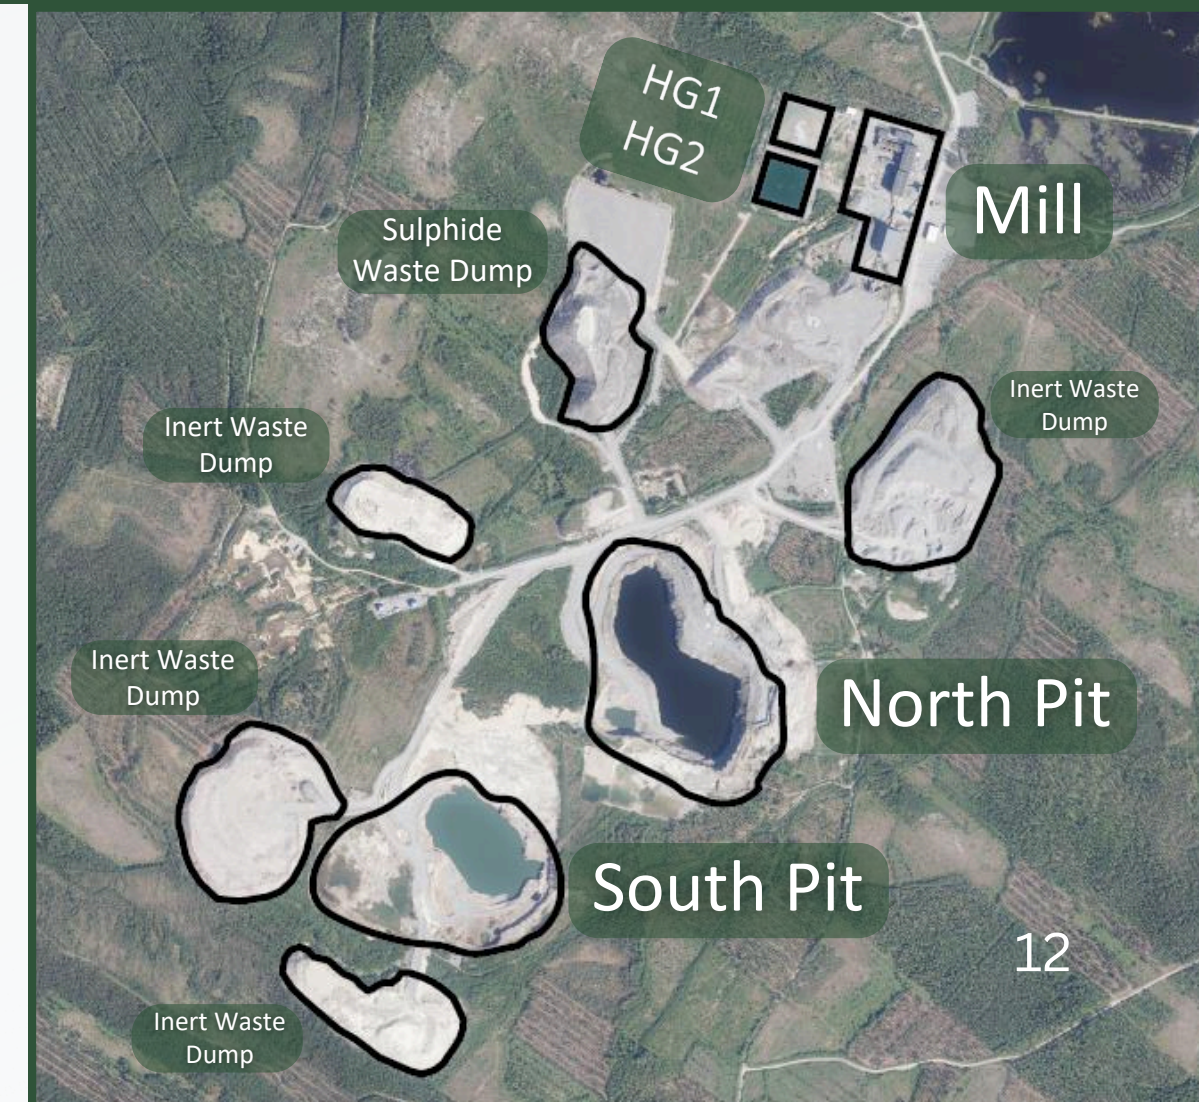 HG1
HG2
Mill
Sulphide
Waste Dump
Inert Waste
Dump
Inert Waste
Dump
Inert Waste
Dump
North Pit
South Pit
12
Inert Waste
Dump